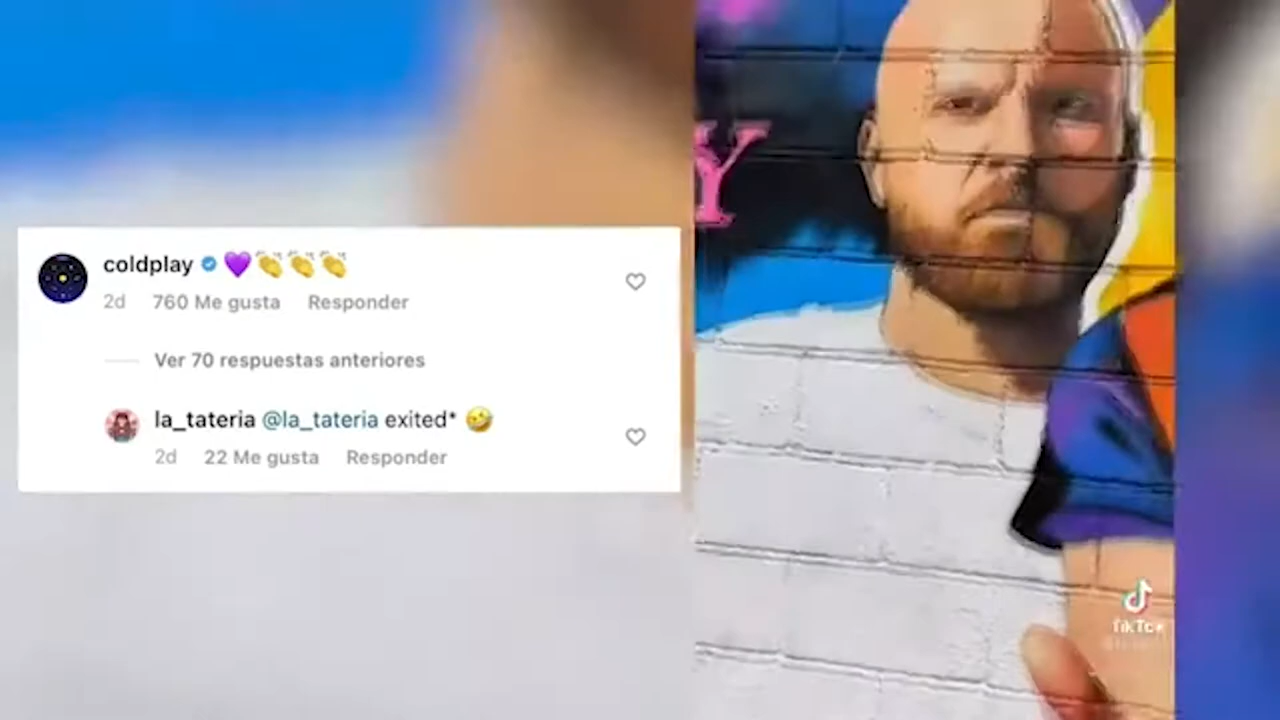 coldplay 💜👏👏👏
2d 760 Me gusta Responder
Ver 70 respuestas anteriores
la_tateria @la_tateria exited* 🤣
2d 22 Me gusta Responder
Y
TikTok